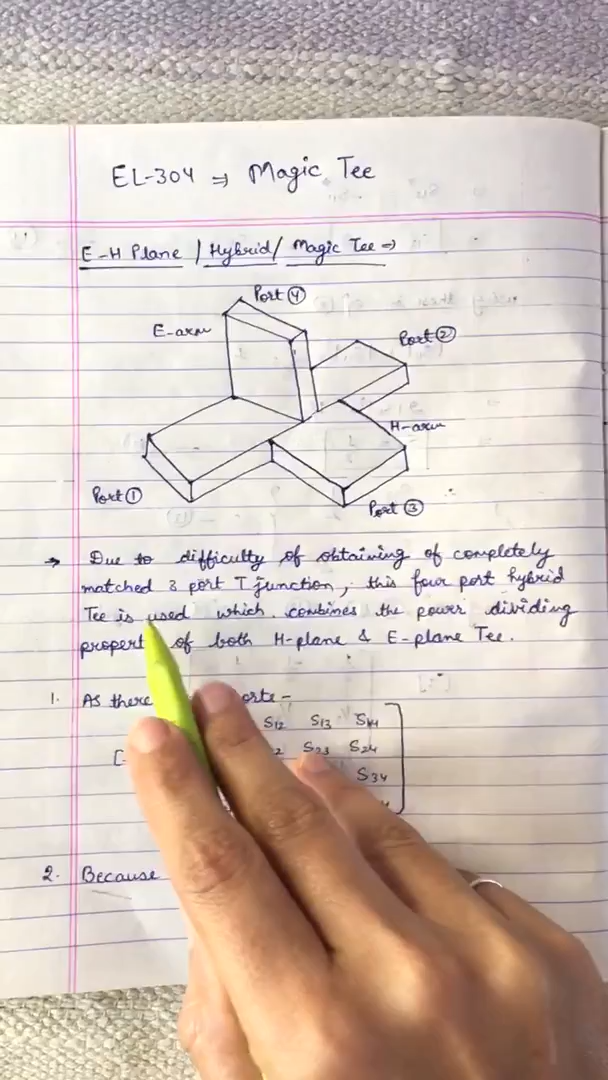 EL-304 ⇒ Magic Tee
E-H Plane / Hybrid / Magic Tee ⇒
Port ④
E-arm
Port ②
H-arm
Port ①
Port ③
→ Due to difficulty of obtaining of completely
matched 3 port T junction, this four port hybrid
Tee is used which combines the power dividing
propert of both H-plane & E-plane Tee.
1. As there orts -
S12 S13 S14
S23 S24
S34
2. Because